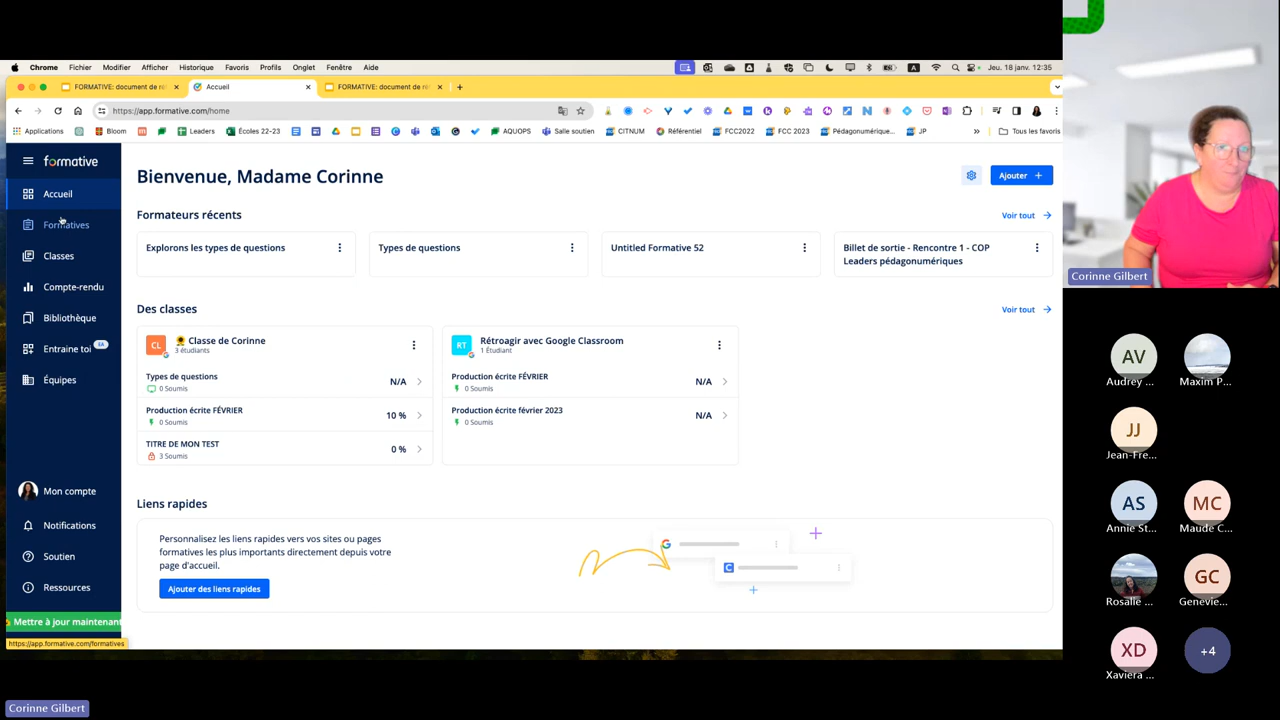 Chrome Fichier Modifier Afficher Historique Favoris Profils Onglet Fenêtre Aide
Jeu. 18 janv. 12:35
FORMATIVE: document de ré
Accueil
FORMATIVE: document de ré
https://app.formative.com/home
Applications
Bloom
Leaders
Écoles 22-23
AQUOPS
Salle soutien
CITNUM
Référentiel
FCC2022
FCC 2023
Pédagonumérique...
JP
Tous les favoris
formative
Accueil
Formatives
Classes
Compte-rendu
Bibliothèque
Entraine toi
Équipes
Mon compte
Notifications
Soutien
Ressources
Mettre à jour maintenant
https://app.formative.com/formatives
Bienvenue, Madame Corinne
Ajouter +
Formateurs récents
Voir tout
Explorons les types de questions
Types de questions
Untitled Formative 52
Billet de sortie - Rencontre 1 - COP
Leaders pédagonumériques
Des classes
Voir tout
CL
Classe de Corinne
3 étudiants
Types de questions
0 Soumis
N/A
Production écrite FÉVRIER
0 Soumis
10 %
TITRE DE MON TEST
3 Soumis
0 %
RT
Rétroagir avec Google Classroom
1 Étudiant
Production écrite FÉVRIER
0 Soumis
N/A
Production écrite février 2023
0 Soumis
N/A
Liens rapides
Personnalisez les liens rapides vers vos sites ou pages
formatives les plus importants directement depuis votre
page d'accueil.
Ajouter des liens rapides
Corinne Gilbert
AV
Audrey ...
Maxim P...
JJ
Jean-Fre...
AS
Annie St...
MC
Maude C...
Rosalie ...
GC
Genevie...
XD
Xaviera ...
+4
Corinne Gilbert